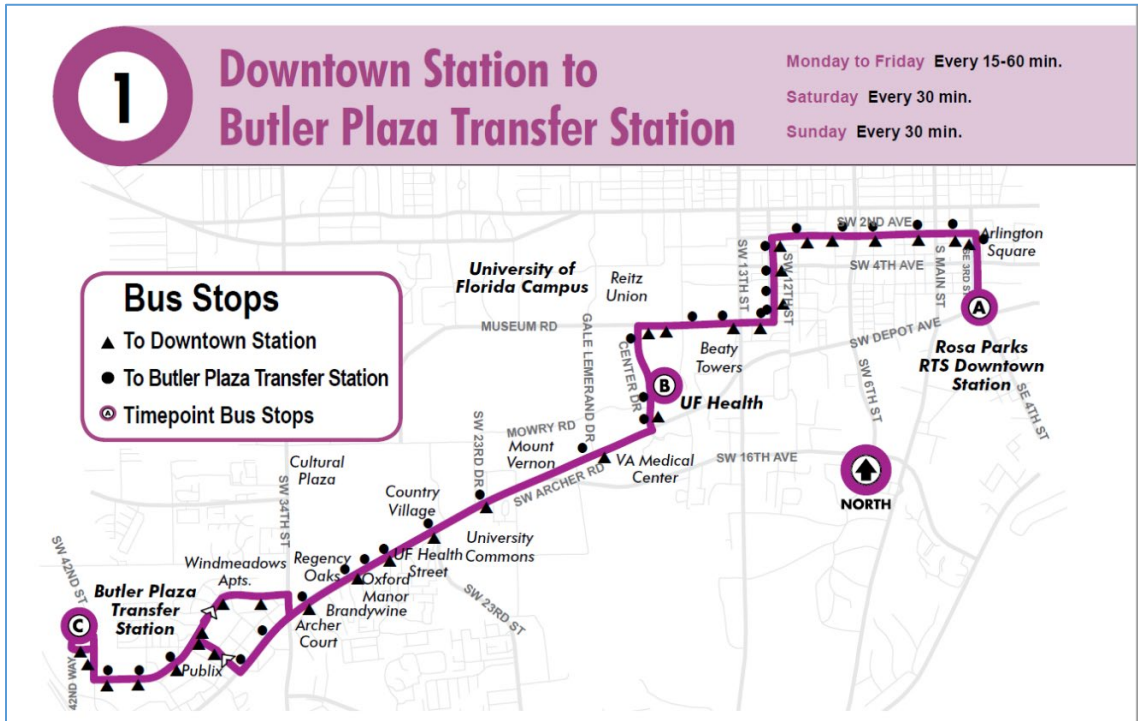 1
Downtown Station to
Butler Plaza Transfer Station
Monday to Friday Every 15-60 min.
Saturday Every 30 min.
Sunday Every 30 min.
Bus Stops
To Downtown Station
To Butler Plaza Transfer Station
A Timepoint Bus Stops
SW 2ND AVE
Arlington
Square
SW 4TH AVE
S MAIN ST
SE 3RD ST
SW 13TH ST
SW 12TH ST
University of
Florida Campus
Reitz
Union
MUSEUM RD
GALE LEMERAND DR
CENTER DR
Beaty
Towers
SW DEPOT AVE
A
Rosa Parks
RTS Downtown
Station
SE 4TH ST
SW 6TH ST
B
UF Health
MOWRY RD
Mount
Vernon
SW ARCHER RD
VA Medical
Center
SW 16TH AVE
NORTH
SW 23RD DR
Cultural
Plaza
SW 34TH ST
Country
Village
University
Commons
UF Health
Street
SW 23RD ST
Regency
Oaks
Oxford
Manor
Brandywine
Archer
Court
Windmeadows
Apts.
SW 42ND ST
Butler Plaza
Transfer
Station
C
Publix
42ND WAY